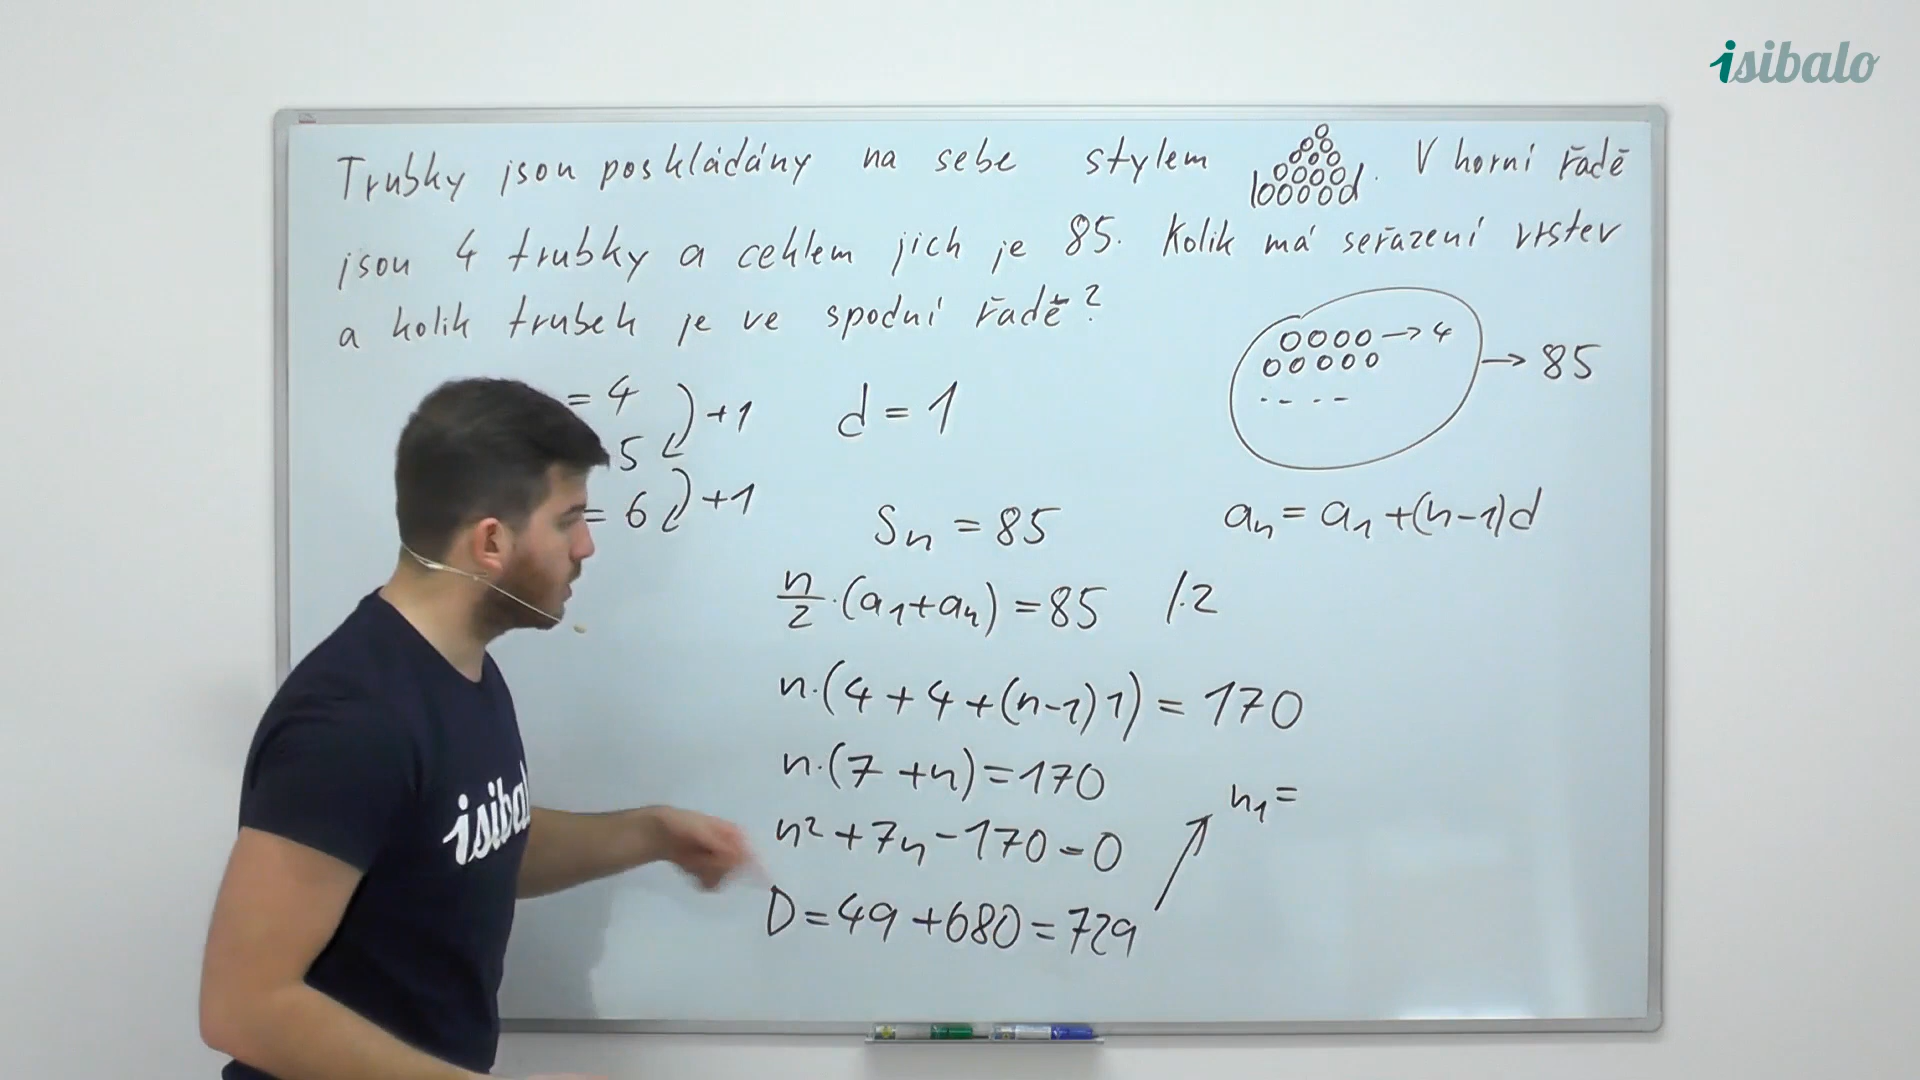 isibalo
Trubky jsou poskládány na sebe stylem . V horní řadě
jsou 4 trubky a celkem jich je 85. Kolik má seřazení vrstev
a kolik trubek je ve spodní řadě?
→ 4
→ 85
= 4
+1
5
= 6
+1
d = 1
Sn = 85
an = a1 + (n-1)d
n/2 · (a1 + an) = 85 /·2
n·(4 + 4 + (n-1)1) = 170
n·(7 + n) = 170
n² + 7n - 170 = 0
D = 49 + 680 = 729
n1 =
isibal